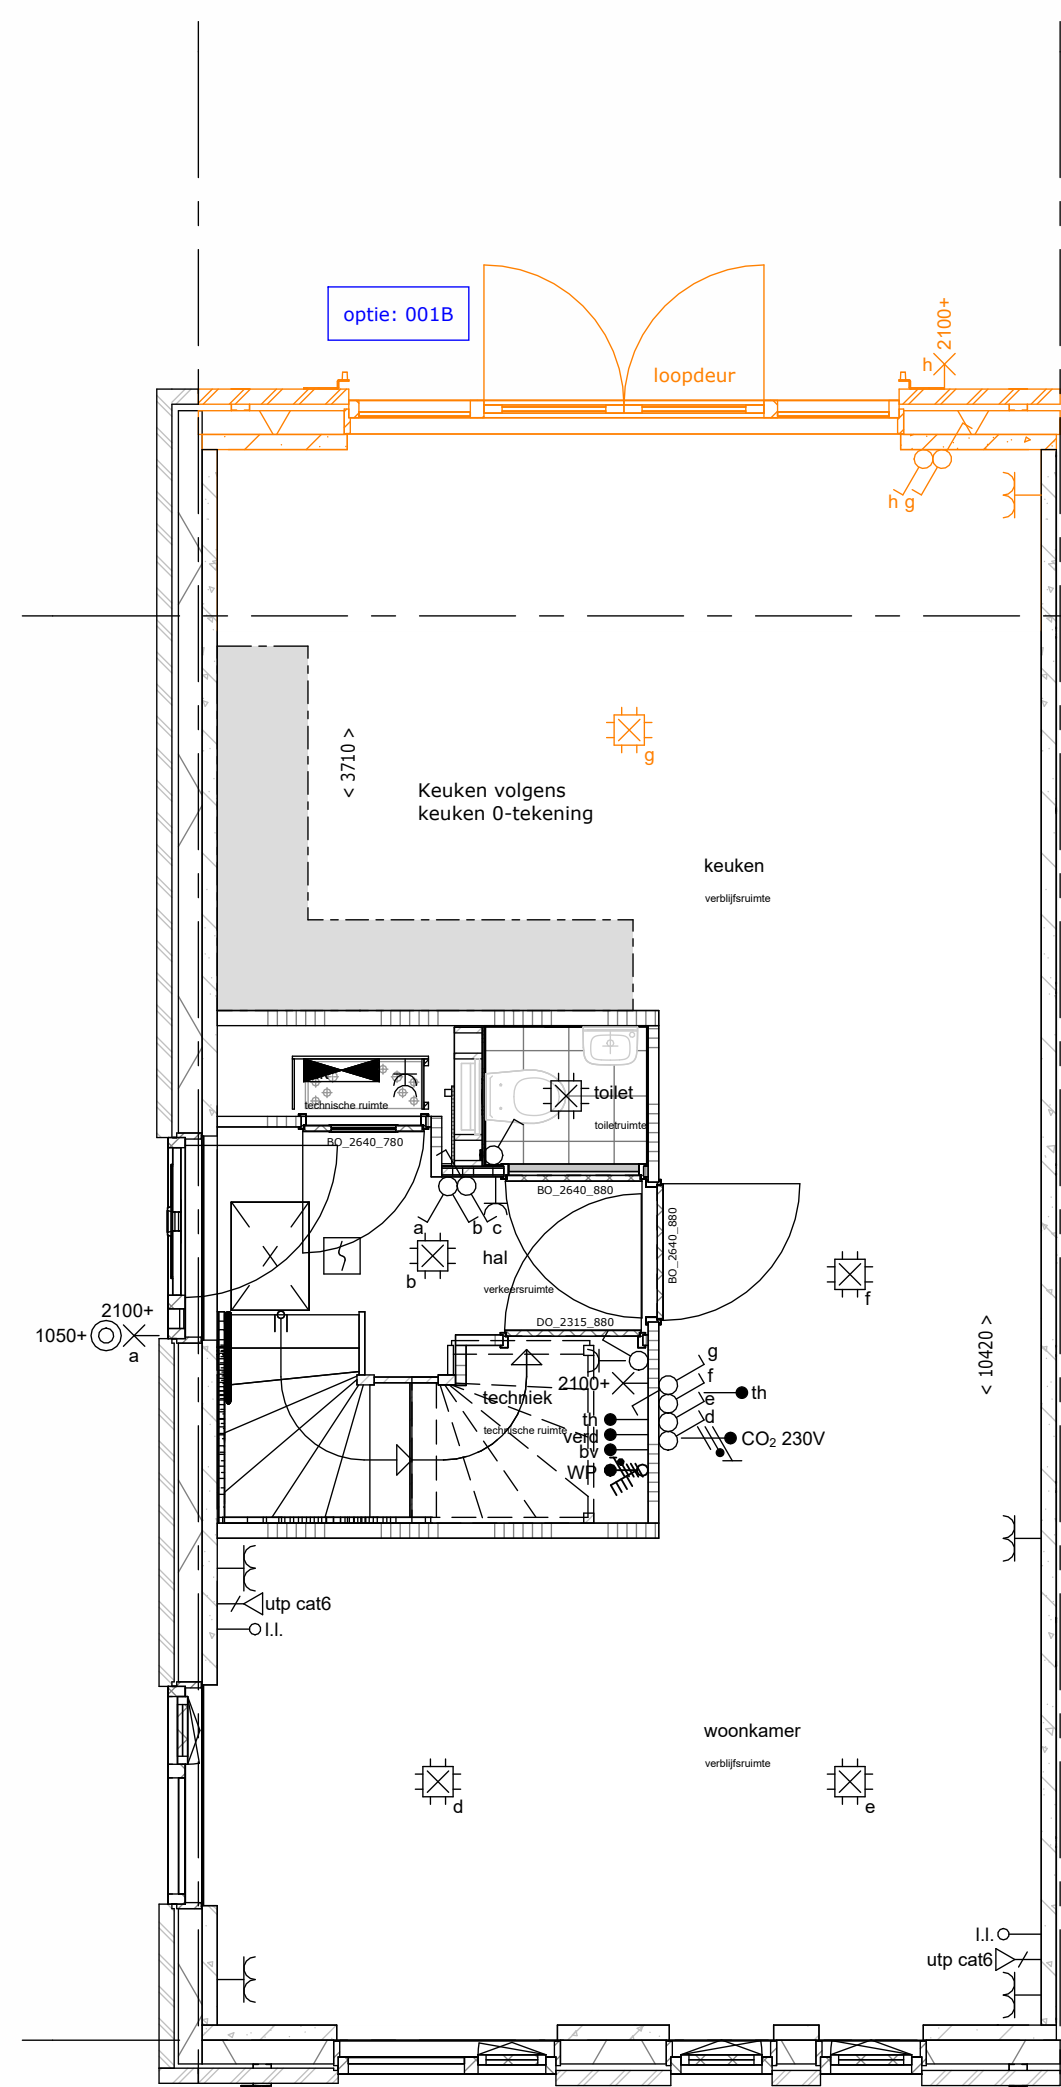 optie: 001B
2100+
h
loopdeur
h g
< 3710 >
g
Keuken volgens
keuken 0-tekening
keuken
verblijfsruimte
technische ruimte
toilet
toiletruimte
BO_2640_780
BO_2640_880
a
b c
b
hal
verkeersruimte
BO_2640_880
f
DO_2315_880
2100+
1050+
a
< 10420 >
g
f
e
d
th
CO₂ 230V
2100+
techniek
technische ruimte
th
verd
bv
WP
utp cat6
l.l.
woonkamer
verblijfsruimte
d
e
l.l.
utp cat6